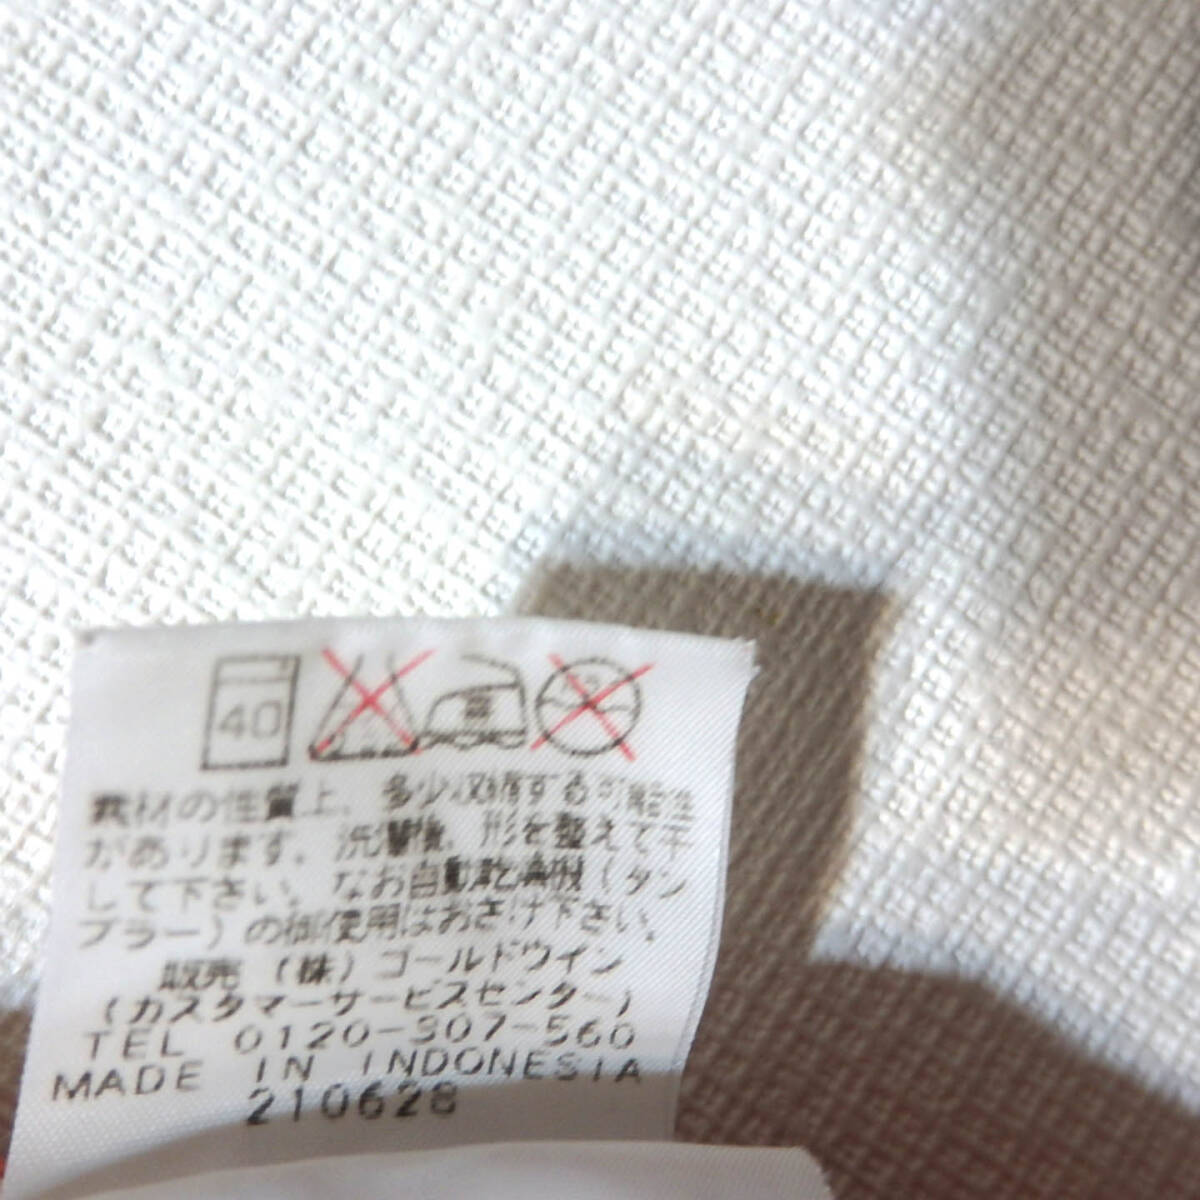 40
素材の性質上、多少収縮する可能性
があります。洗濯後、形を整えて干
して下さい。なお自動乾燥機(タン
ブラー)の御使用はおさけ下さい。
販売(株)ゴールドウイン
(カスタマーサービスセンター)
TEL 0120-307-560
MADE IN INDONESIA
210628